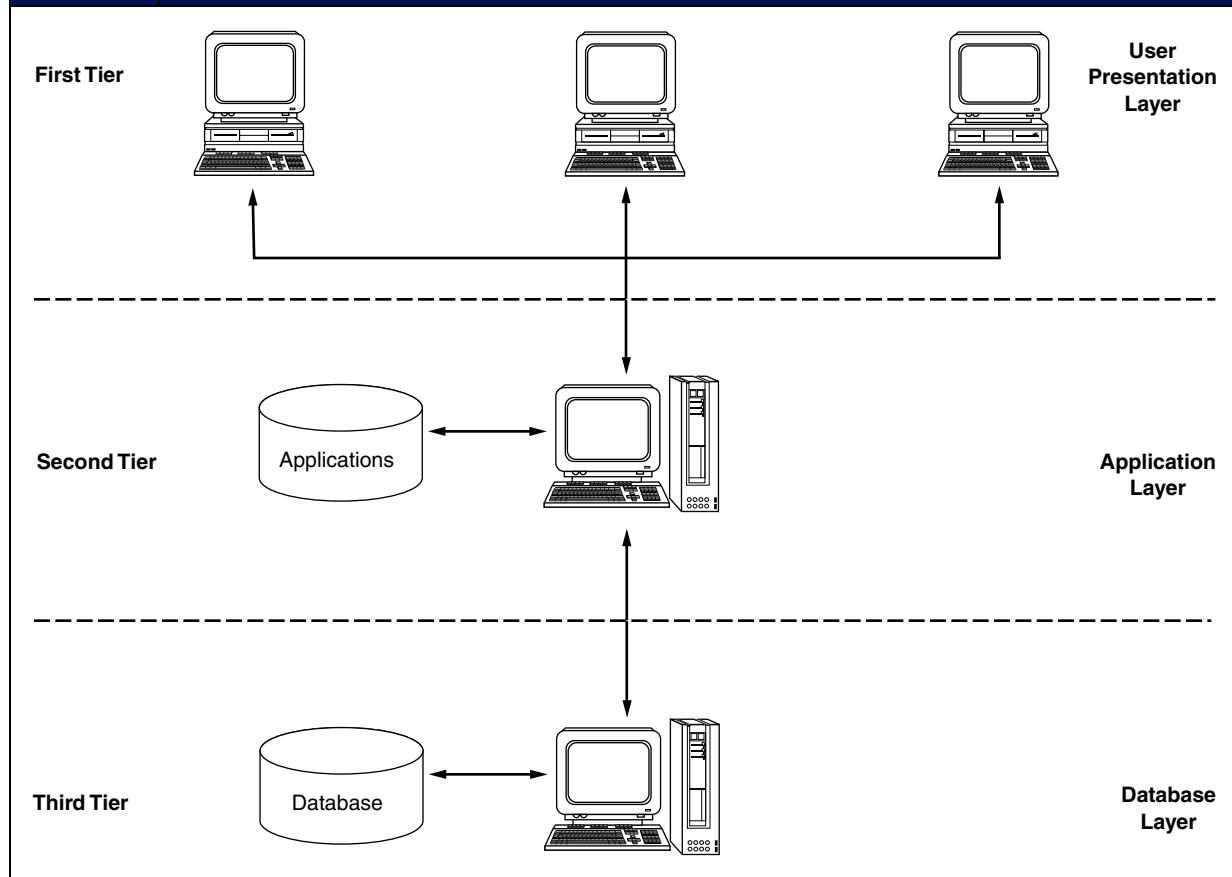 First Tier
User
Presentation
Layer
Second Tier
Applications
Application
Layer
Third Tier
Database
Database
Layer